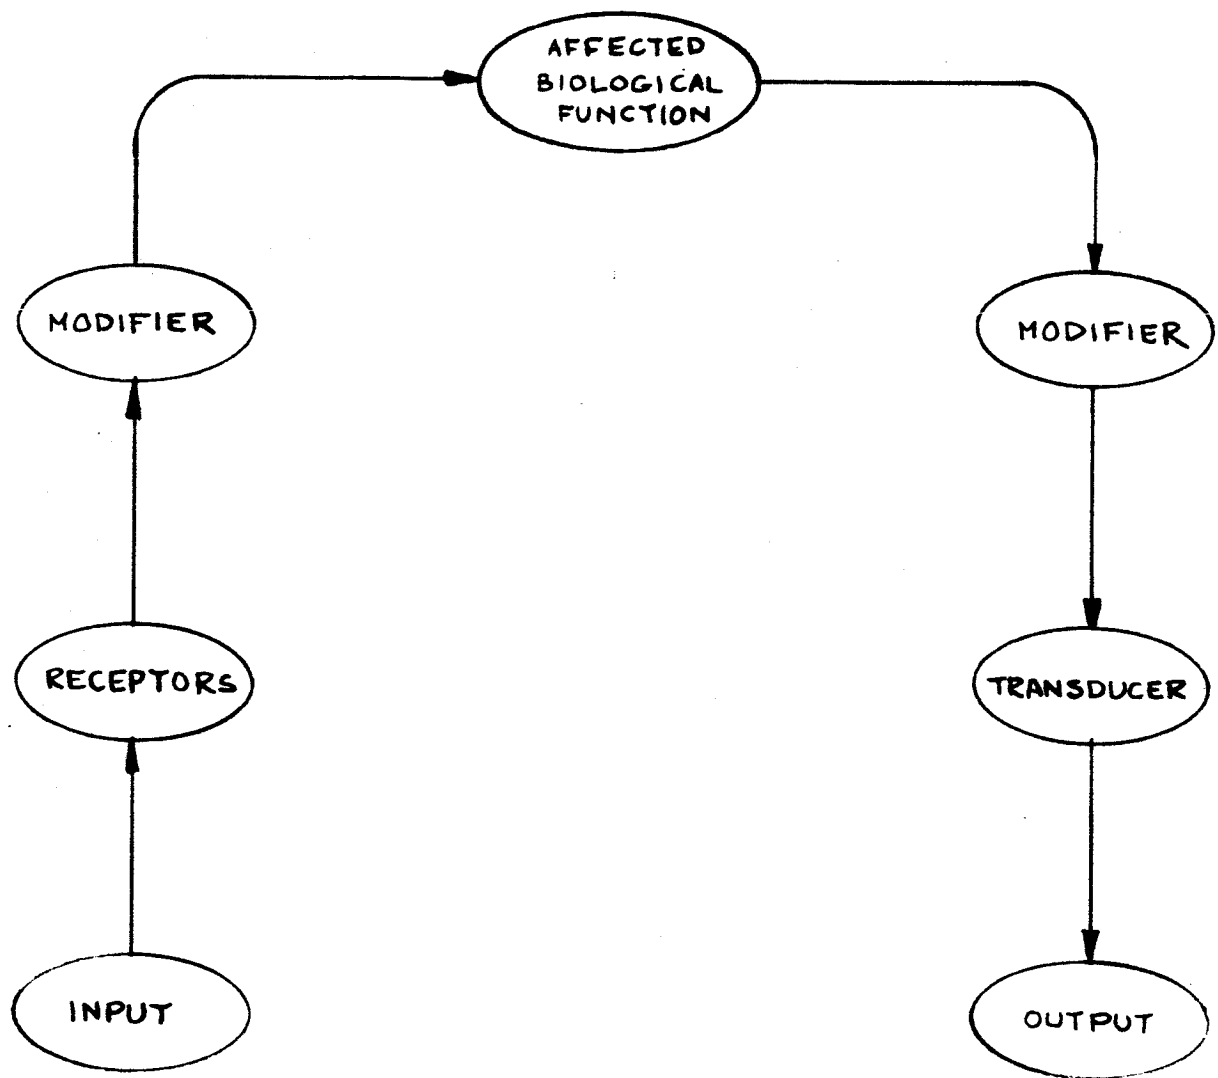 AFFECTED
BIOLOGICAL
FUNCTION
MODIFIER
MODIFIER
RECEPTORS
TRANSDUCER
INPUT
OUTPUT